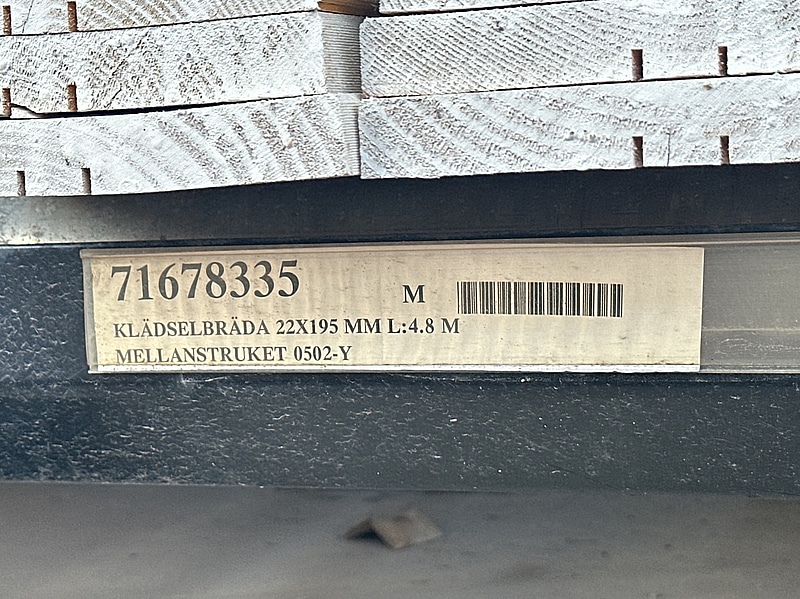 71678335 M
KLÄDSELBRÄDA 22X195 MM L:4.8 M
MELLANSTRUKET 0502-Y